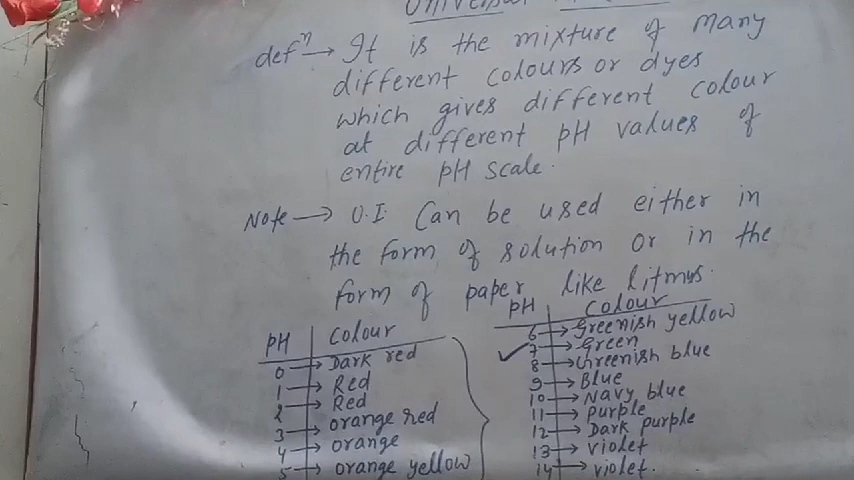 Universal
defⁿ → It is the mixture of many
different colours or dyes
which gives different colour
at different pH values of
entire pH scale.
Note → U.I. Can be used either in
the form of solution or in the
form of paper like litmus.
PH Colour
0 → Dark red
1 → Red
2 → Red
3 → orange red
4 → orange
5 → orange yellow
PH Colour
6 → Greenish yellow
✓ 7 → Green
8 → Greenish blue
9 → Blue
10 → Navy blue
11 → purple
12 → Dark purple
13 → violet
14 → violet.